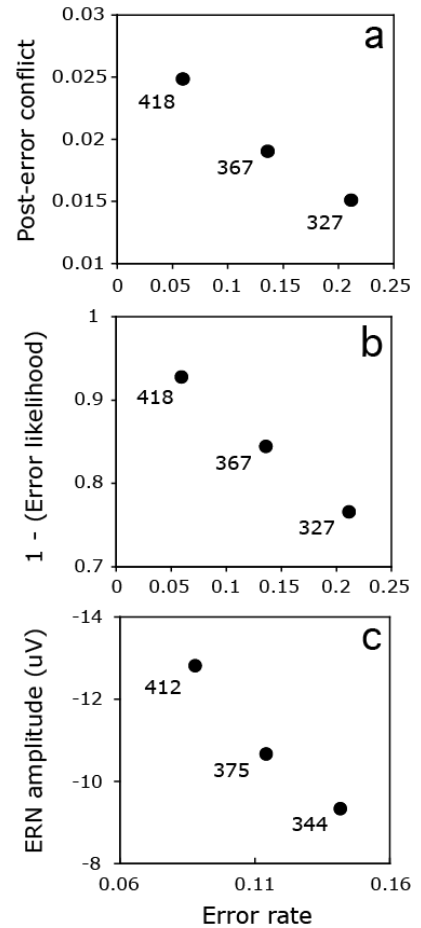 a
Post-error conflict
0.03
0.025
0.02
0.015
0.01
418
367
327
0 0.05 0.1 0.15 0.2 0.25
b
1 - (Error likelihood)
1
0.9
0.8
0.7
418
367
327
0 0.05 0.1 0.15 0.2 0.25
c
ERN amplitude (uV)
-14
-12
-10
-8
412
375
344
0.06 0.11 0.16
Error rate